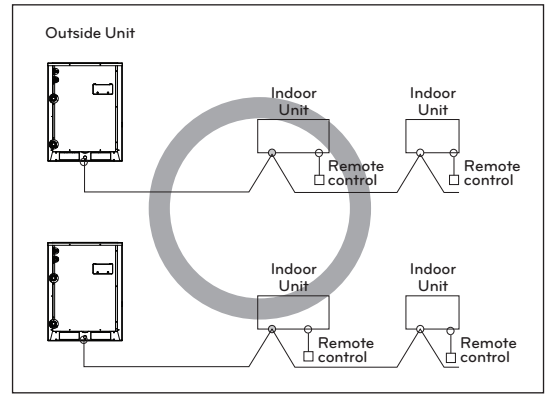 Outside Unit
Indoor
Unit
Indoor
Unit
Remote
control
Remote
control
Indoor
Unit
Indoor
Unit
Remote
control
Remote
control